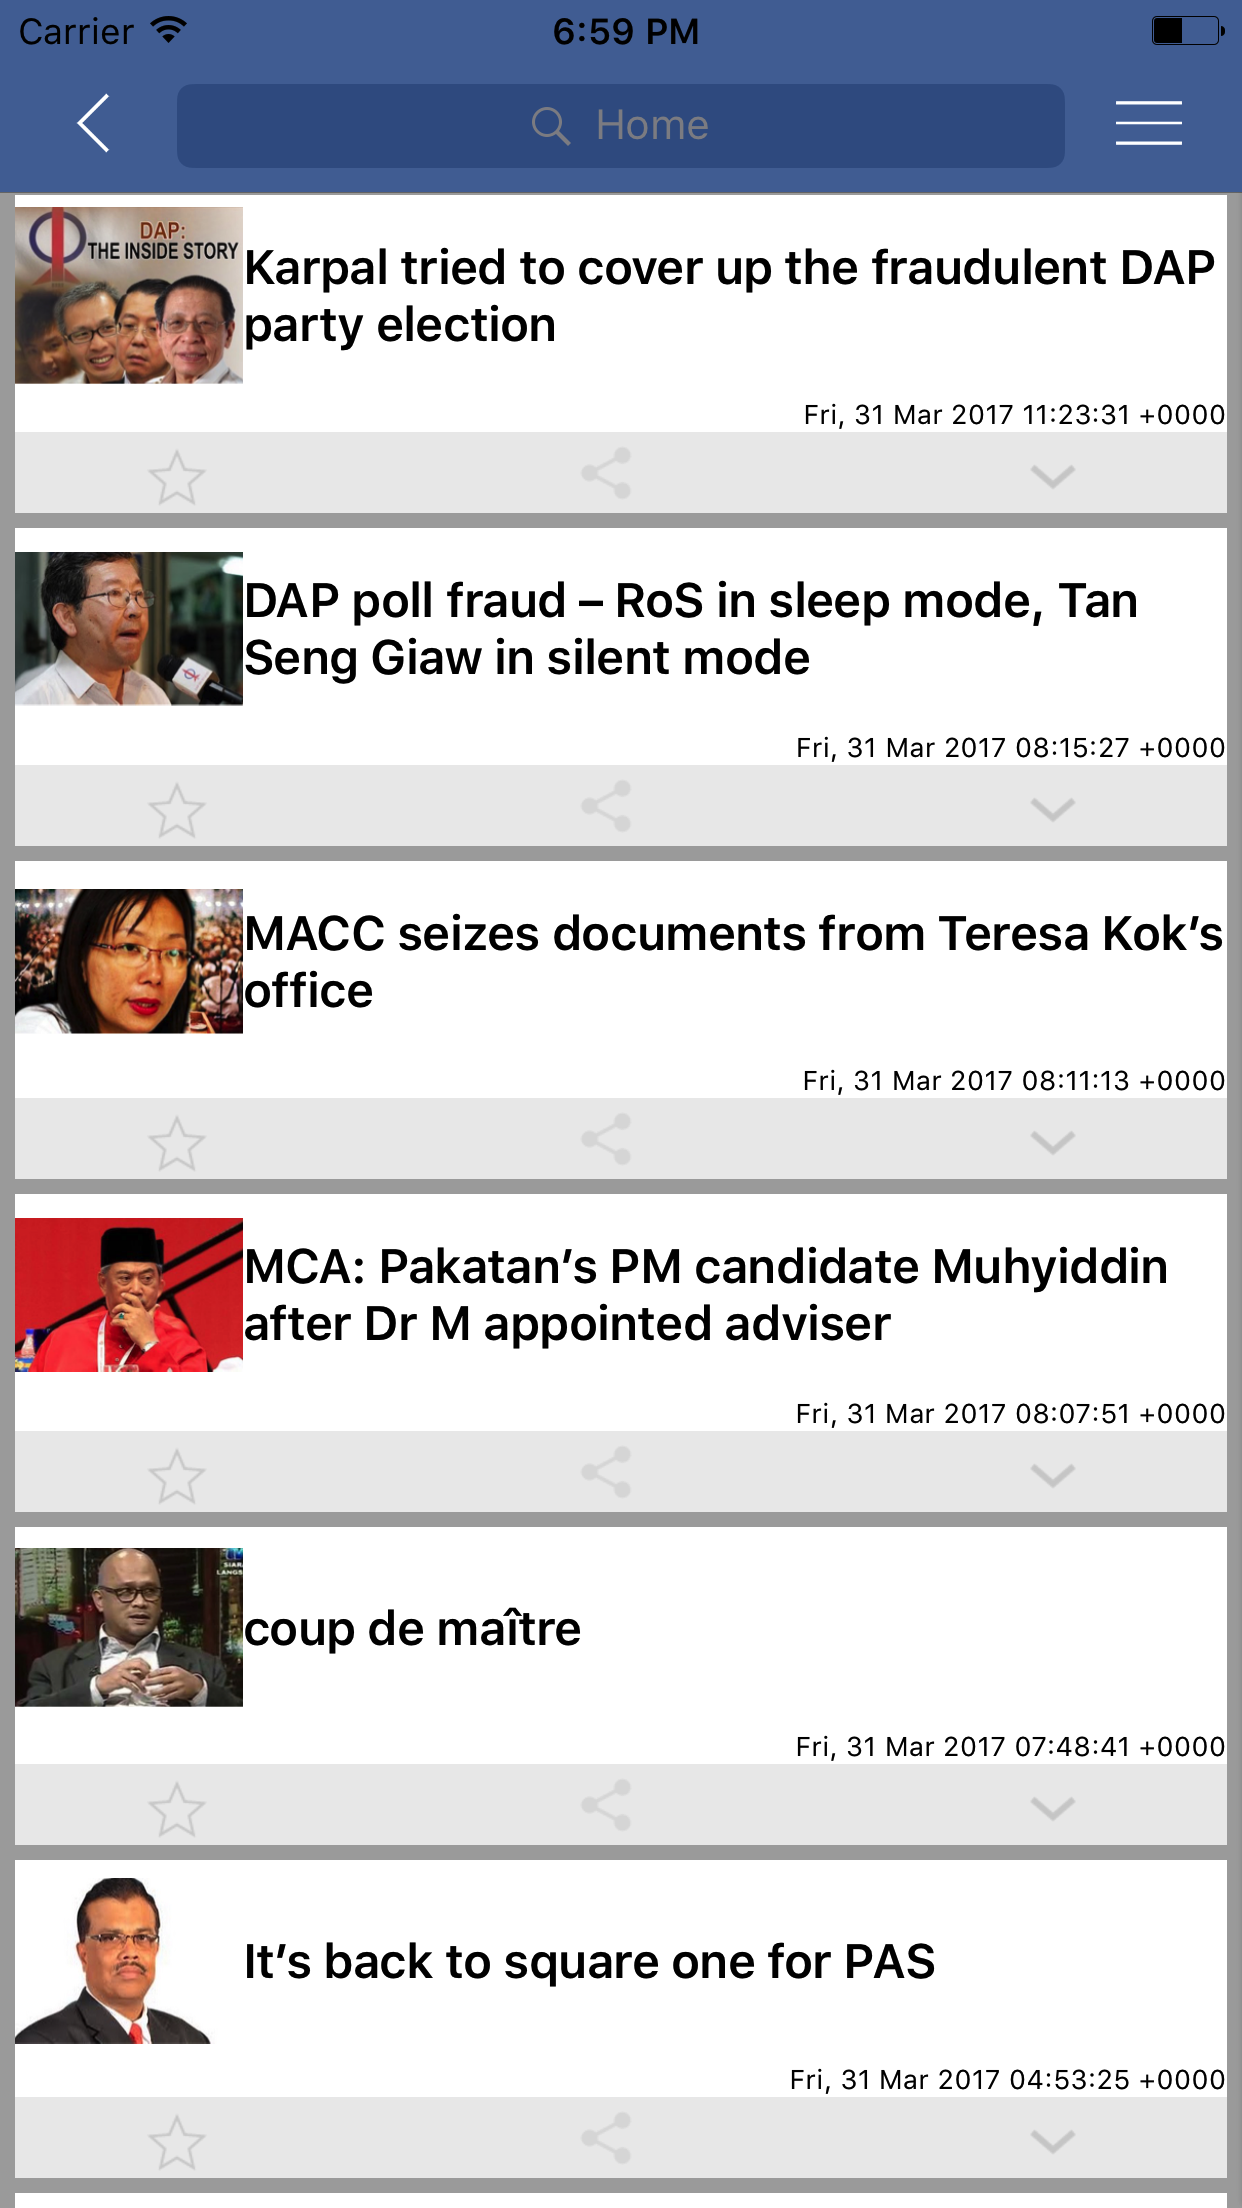 Carrier 6:59 PM
Home
DAP:
THE INSIDE STORY
Karpal tried to cover up the fraudulent DAP
party election
Fri, 31 Mar 2017 11:23:31 +0000
DAP poll fraud – RoS in sleep mode, Tan
Seng Giaw in silent mode
Fri, 31 Mar 2017 08:15:27 +0000
MACC seizes documents from Teresa Kok’s
office
Fri, 31 Mar 2017 08:11:13 +0000
MCA: Pakatan’s PM candidate Muhyiddin
after Dr M appointed adviser
Fri, 31 Mar 2017 08:07:51 +0000
coup de maître
Fri, 31 Mar 2017 07:48:41 +0000
It’s back to square one for PAS
Fri, 31 Mar 2017 04:53:25 +0000